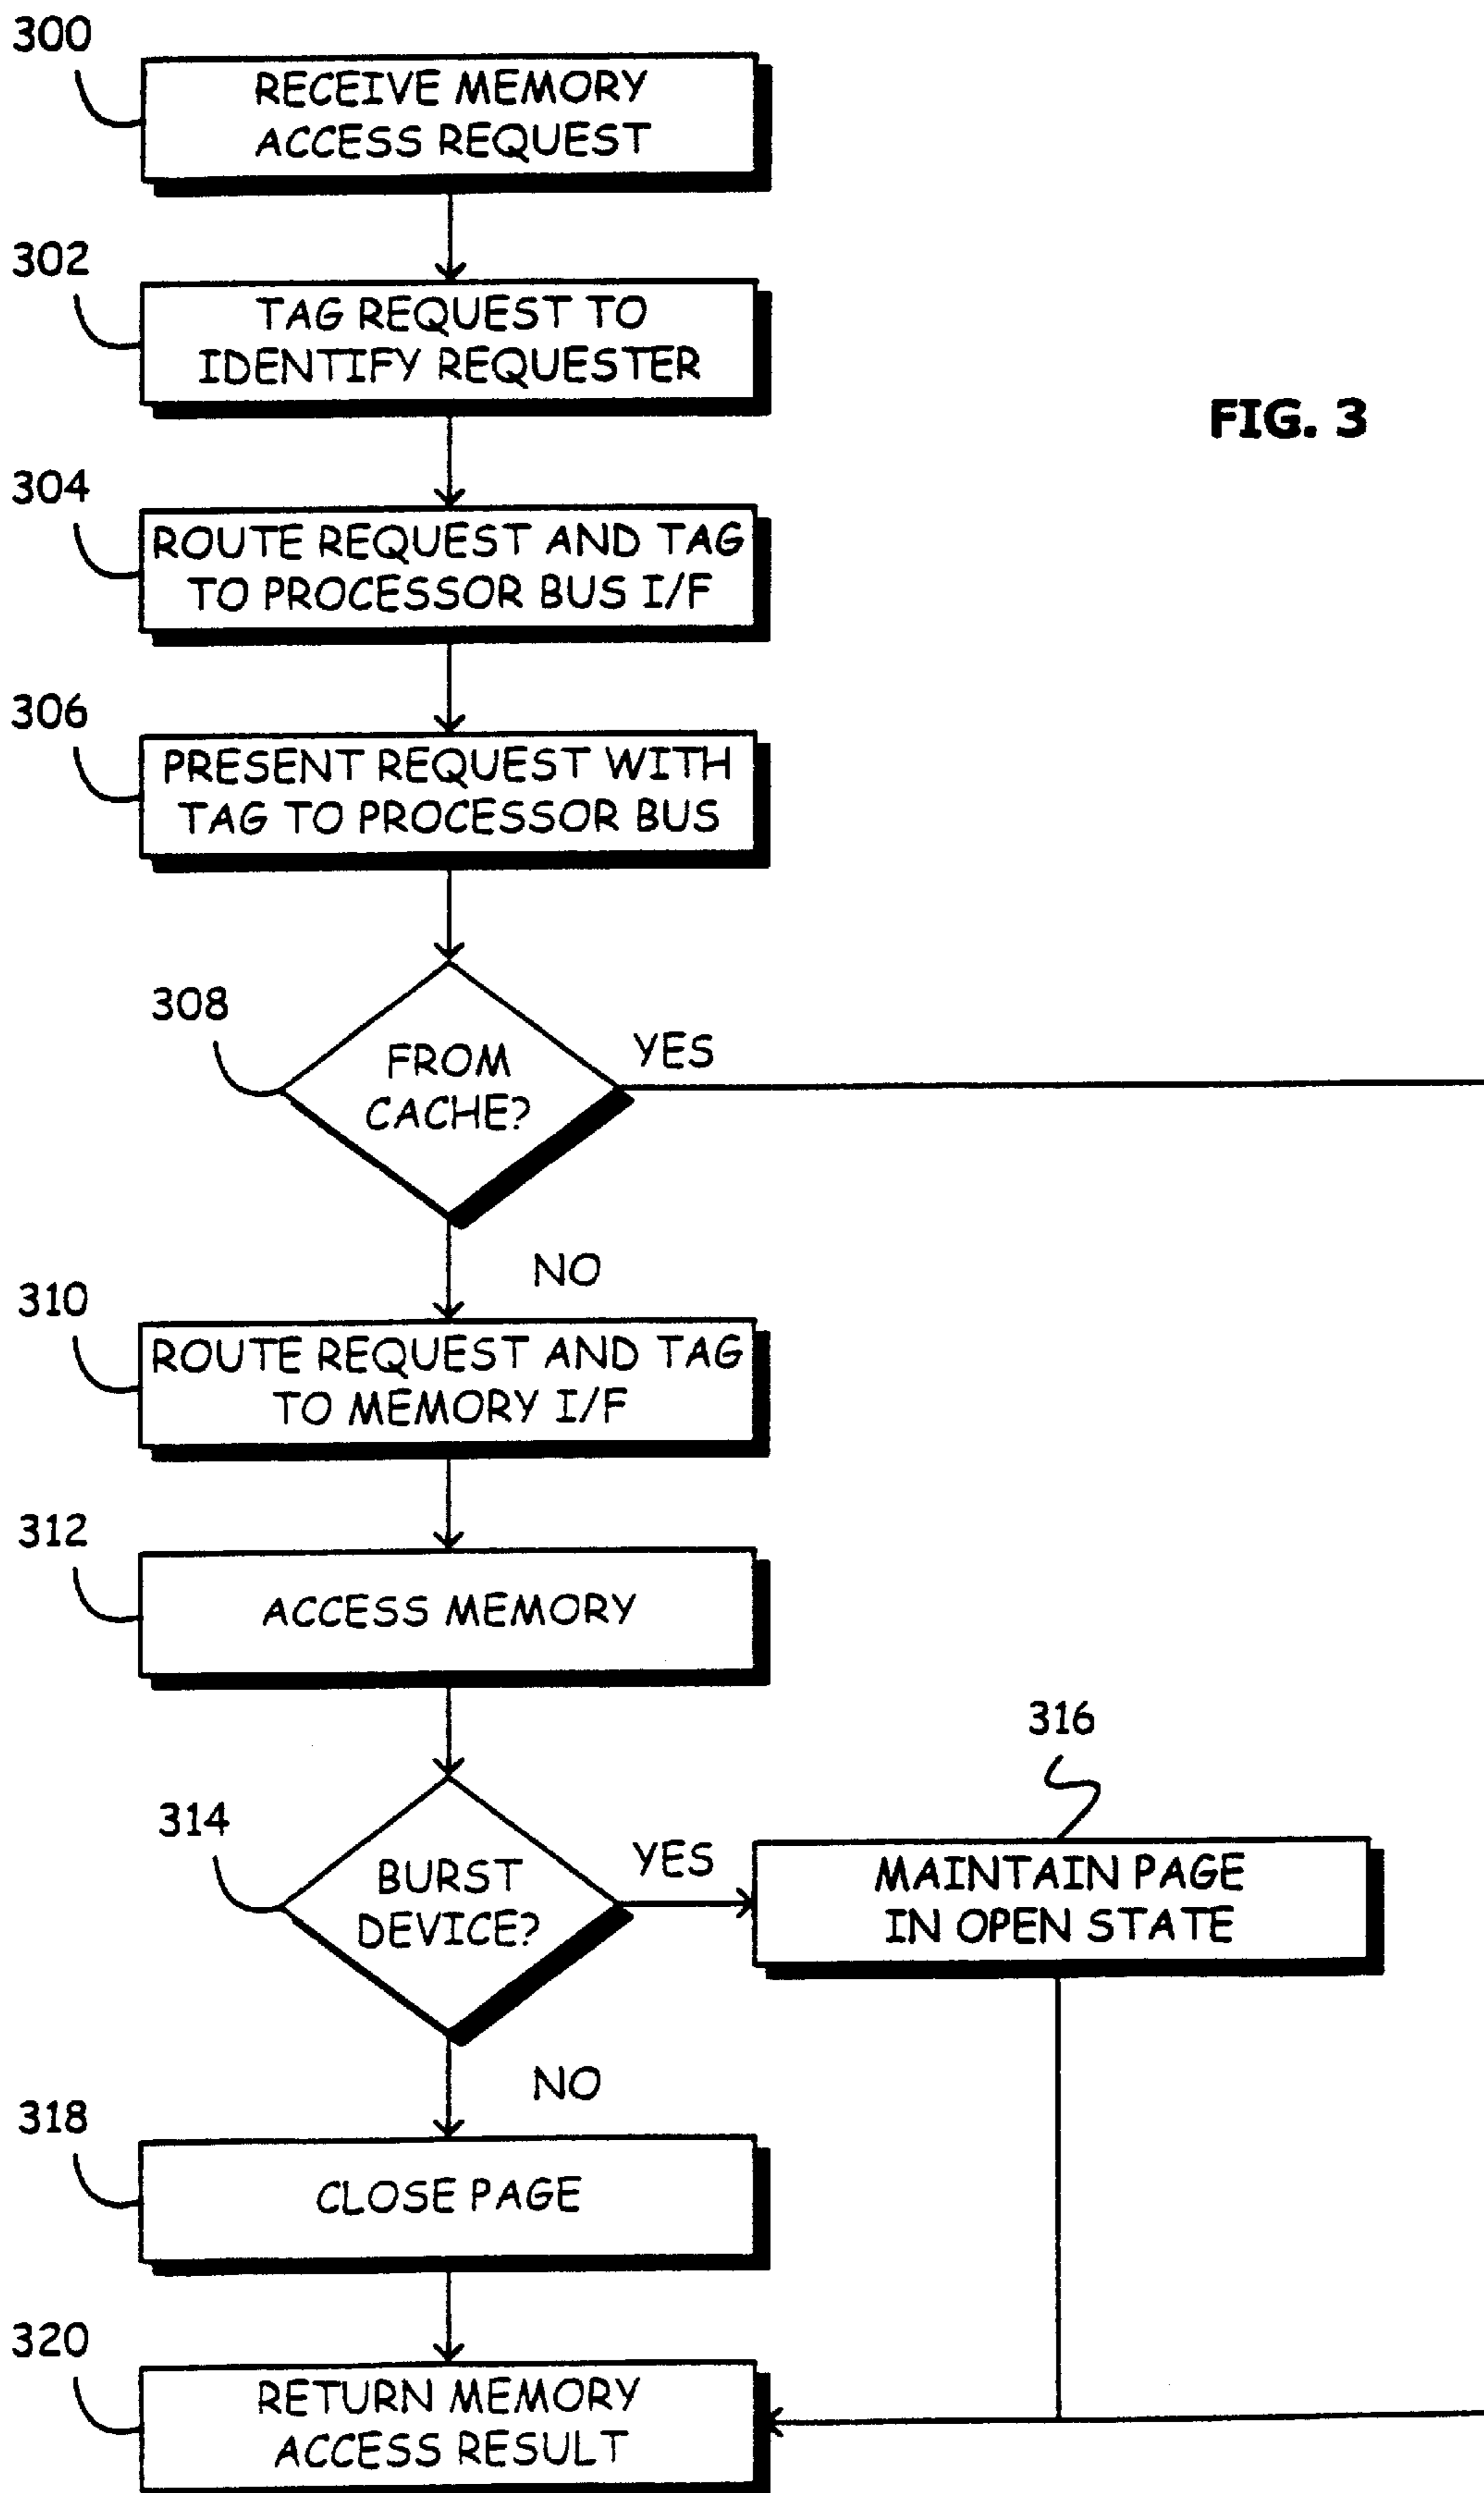 300
RECEIVE MEMORY
ACCESS REQUEST
302
TAG REQUEST TO
IDENTIFY REQUESTER
FIG. 3
304
ROUTE REQUEST AND TAG
TO PROCESSOR BUS I/F
306
PRESENT REQUEST WITH
TAG TO PROCESSOR BUS
308
FROM
CACHE?
YES
NO
310
ROUTE REQUEST AND TAG
TO MEMORY I/F
312
ACCESS MEMORY
314
BURST
DEVICE?
YES
316
MAINTAIN PAGE
IN OPEN STATE
NO
318
CLOSE PAGE
320
RETURN MEMORY
ACCESS RESULT